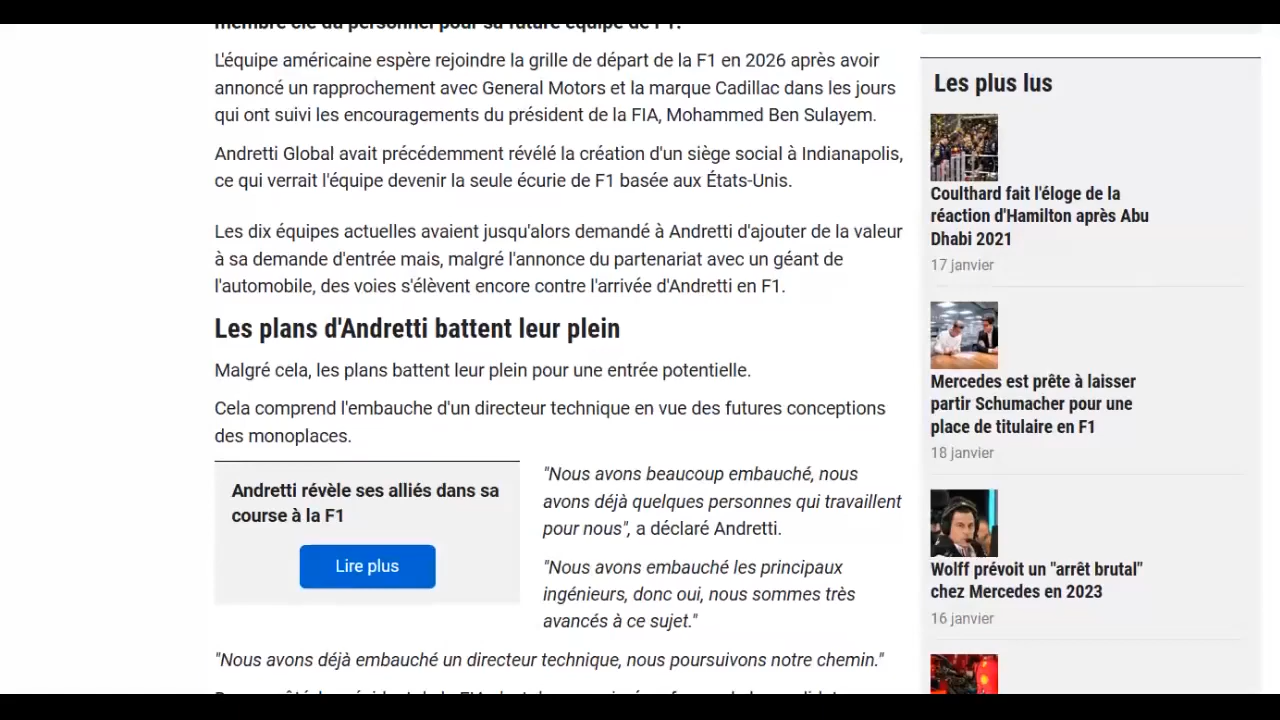 membre clé du personnel pour sa future équipe de F1.
L'équipe américaine espère rejoindre la grille de départ de la F1 en 2026 après avoir
annoncé un rapprochement avec General Motors et la marque Cadillac dans les jours
qui ont suivi les encouragements du président de la FIA, Mohammed Ben Sulayem.
Andretti Global avait précédemment révélé la création d'un siège social à Indianapolis,
ce qui verrait l'équipe devenir la seule écurie de F1 basée aux États-Unis.
Les dix équipes actuelles avaient jusqu'alors demandé à Andretti d'ajouter de la valeur
à sa demande d'entrée mais, malgré l'annonce du partenariat avec un géant de
l'automobile, des voies s'élèvent encore contre l'arrivée d'Andretti en F1.
Les plans d'Andretti battent leur plein
Malgré cela, les plans battent leur plein pour une entrée potentielle.
Cela comprend l'embauche d'un directeur technique en vue des futures conceptions
des monoplaces.
Andretti révèle ses alliés dans sa
course à la F1
Lire plus
"Nous avons beaucoup embauché, nous
avons déjà quelques personnes qui travaillent
pour nous", a déclaré Andretti.
"Nous avons embauché les principaux
ingénieurs, donc oui, nous sommes très
avancés à ce sujet."
"Nous avons déjà embauché un directeur technique, nous poursuivons notre chemin."
Les plus lus
Coulthard fait l'éloge de la
réaction d'Hamilton après Abu
Dhabi 2021
17 janvier
Mercedes est prête à laisser
partir Schumacher pour une
place de titulaire en F1
18 janvier
Wolff prévoit un "arrêt brutal"
chez Mercedes en 2023
16 janvier